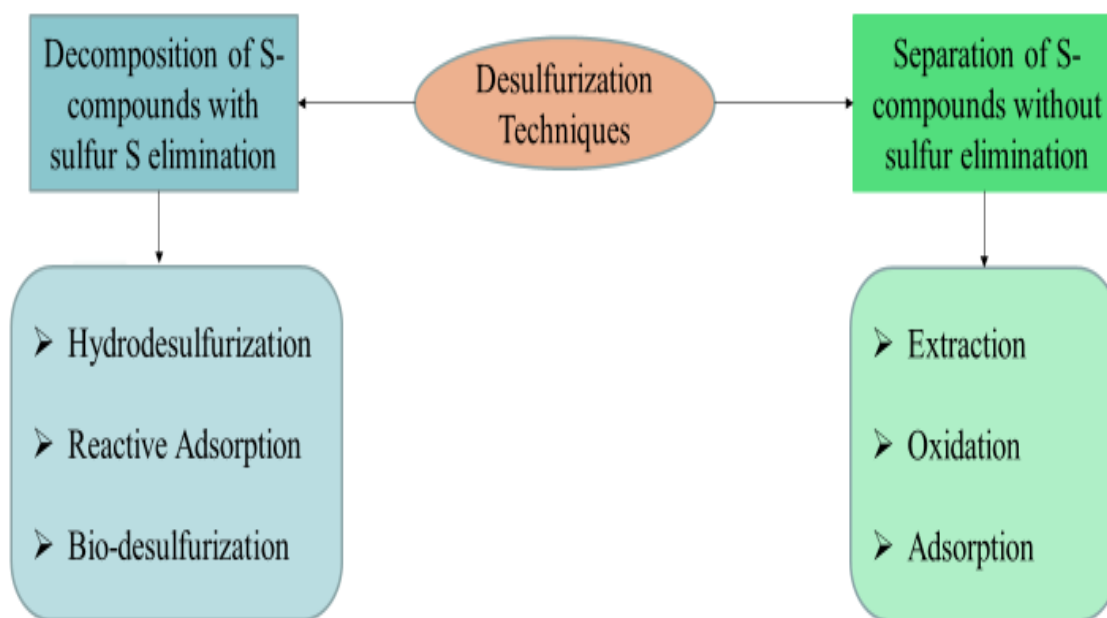 Decomposition of S-
compounds with
sulfur S elimination
Desulfurization
Techniques
Separation of S-
compounds without
sulfur elimination
Hydrodesulfurization
Reactive Adsorption
Bio-desulfurization
Extraction
Oxidation
Adsorption